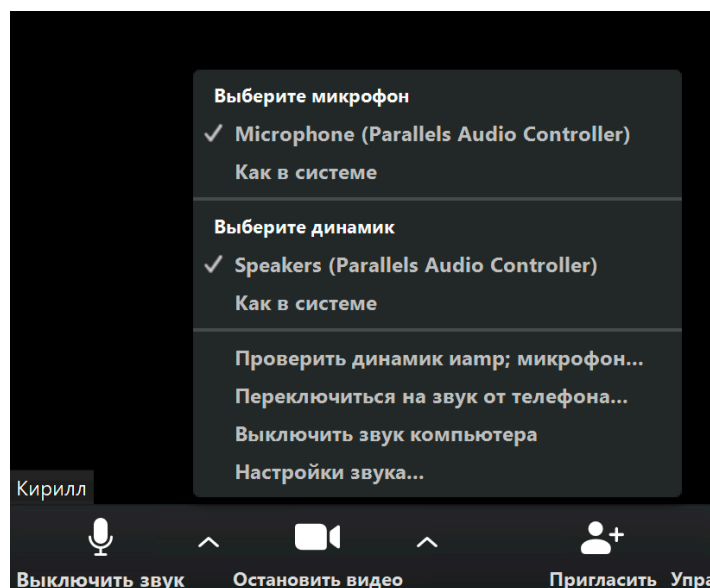 Выберите микрофон
Microphone (Parallels Audio Controller)
Как в системе
Выберите динамик
Speakers (Parallels Audio Controller)
Как в системе
Проверить динамик иamp; микрофон...
Переключиться на звук от телефона...
Выключить звук компьютера
Настройки звука...
Кирилл
Выключить звук Остановить видео Пригласить Упра